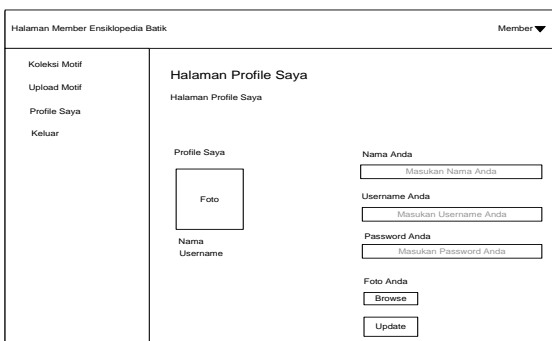 Halaman Member Ensiklopedia Batik
Member
Koleksi Motif
Upload Motif
Profile Saya
Keluar
Halaman Profile Saya
Halaman Profile Saya
Profile Saya
Foto
Nama
Username
Nama Anda
Masukan Nama Anda
Username Anda
Masukan Username Anda
Password Anda
Masukan Password Anda
Foto Anda
Browse
Update